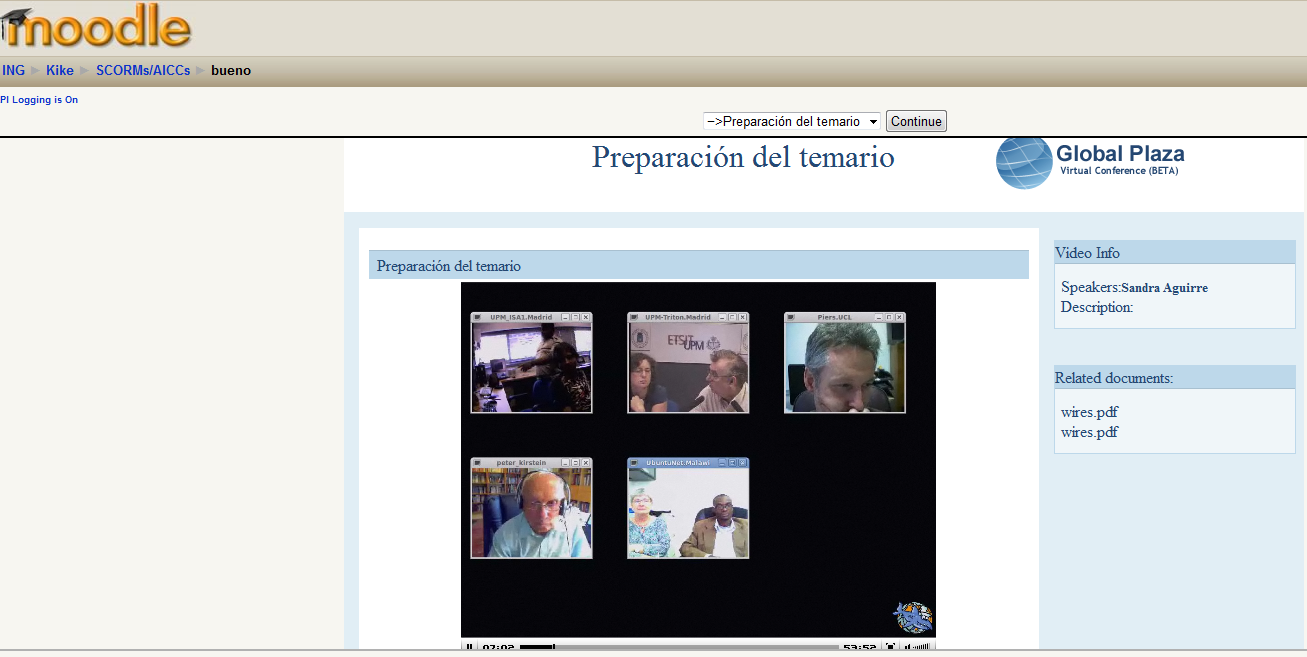 moodle
ING ► Kike ► SCORMs/AICCs ► bueno
PI Logging is On
–>Preparación del temario Continue
Preparación del temario
Global Plaza
Virtual Conference (BETA)
Preparación del temario
Video Info
Speakers:Sandra Aguirre
Description:
Related documents:
wires.pdf
wires.pdf
UPM_ISA1.Madrid UPM-Triton.Madrid Piers.UCL
ETSIT
UPM
peter_kirstein UbuntuNet.Malawi
07:02 53:52